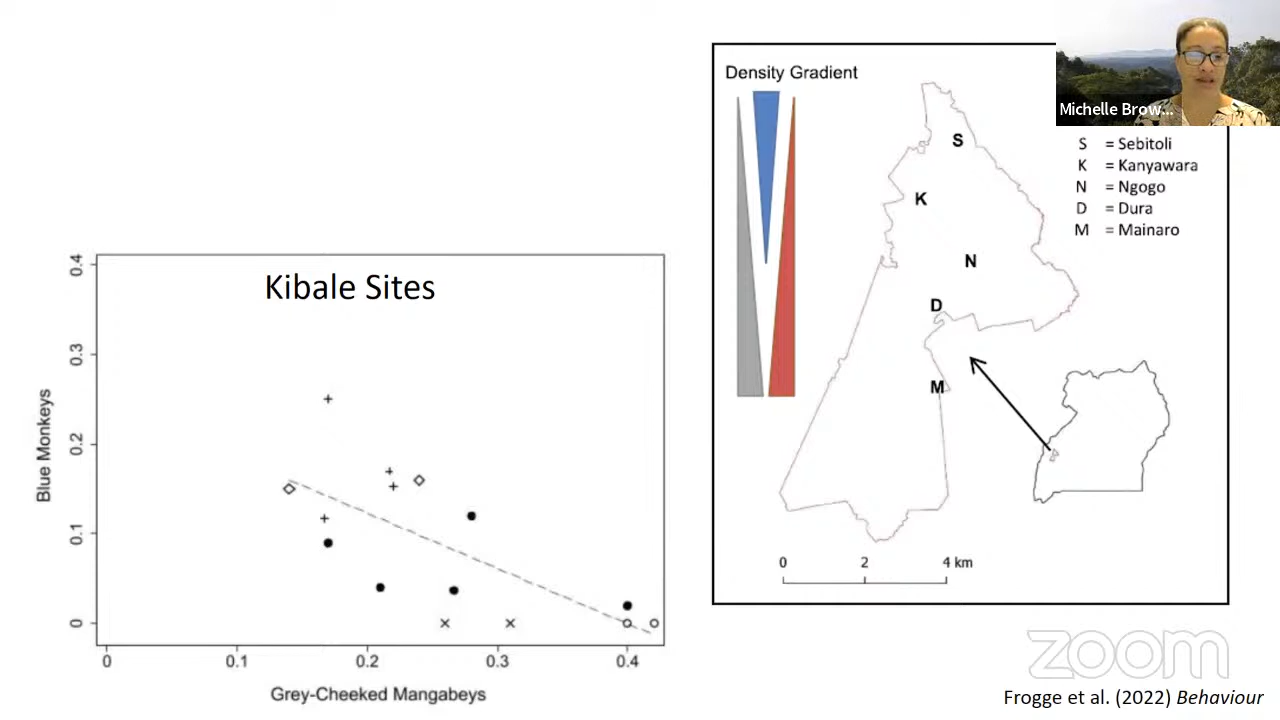 Density Gradient
Michelle Brow...
S = Sebitoli
K = Kanyawara
N = Ngogo
D = Dura
M = Mainaro
S
K
N
D
M
0 2 4 km
Kibale Sites
0.4
0.3
0.2
0.1
0
Blue Monkeys
0 0.1 0.2 0.3 0.4
Grey-Cheeked Mangabeys
zoom
Frogge et al. (2022) Behaviour